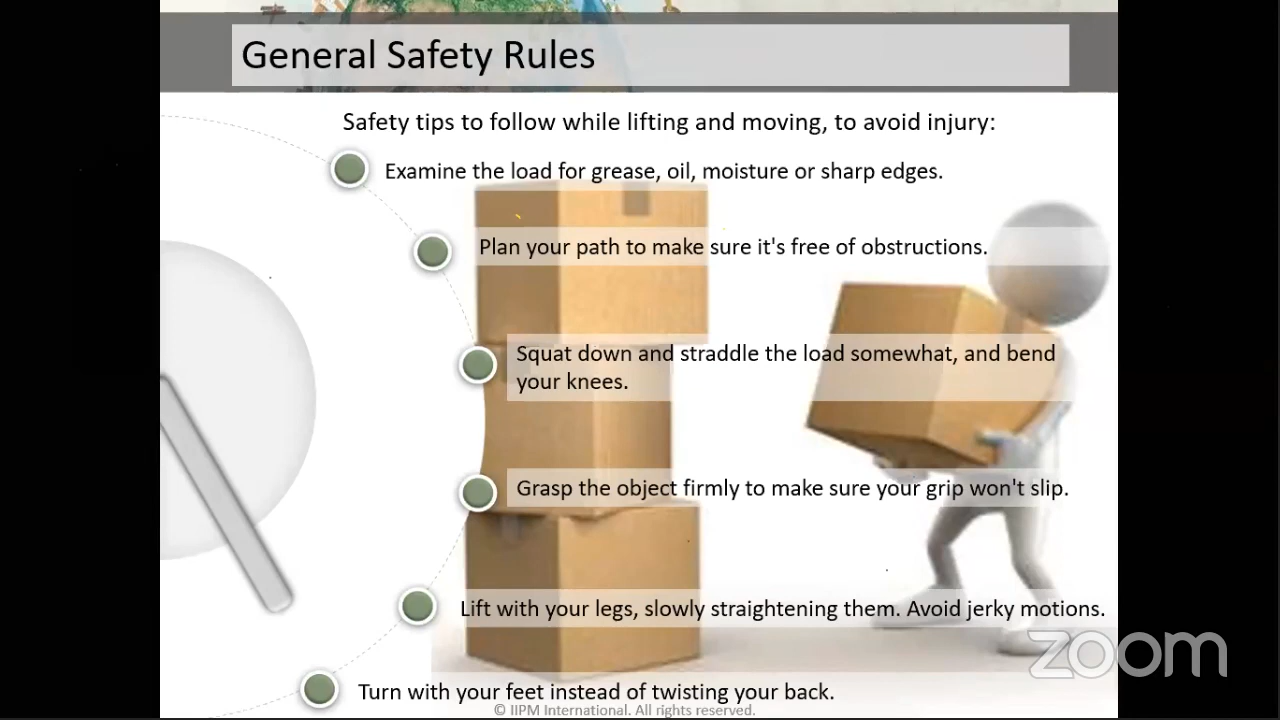 General Safety Rules
Safety tips to follow while lifting and moving, to avoid injury:
Examine the load for grease, oil, moisture or sharp edges.
Plan your path to make sure it's free of obstructions.
Squat down and straddle the load somewhat, and bend
your knees.
Grasp the object firmly to make sure your grip won't slip.
Lift with your legs, slowly straightening them. Avoid jerky motions.
zoom
Turn with your feet instead of twisting your back.
© IIPM International. All rights reserved.